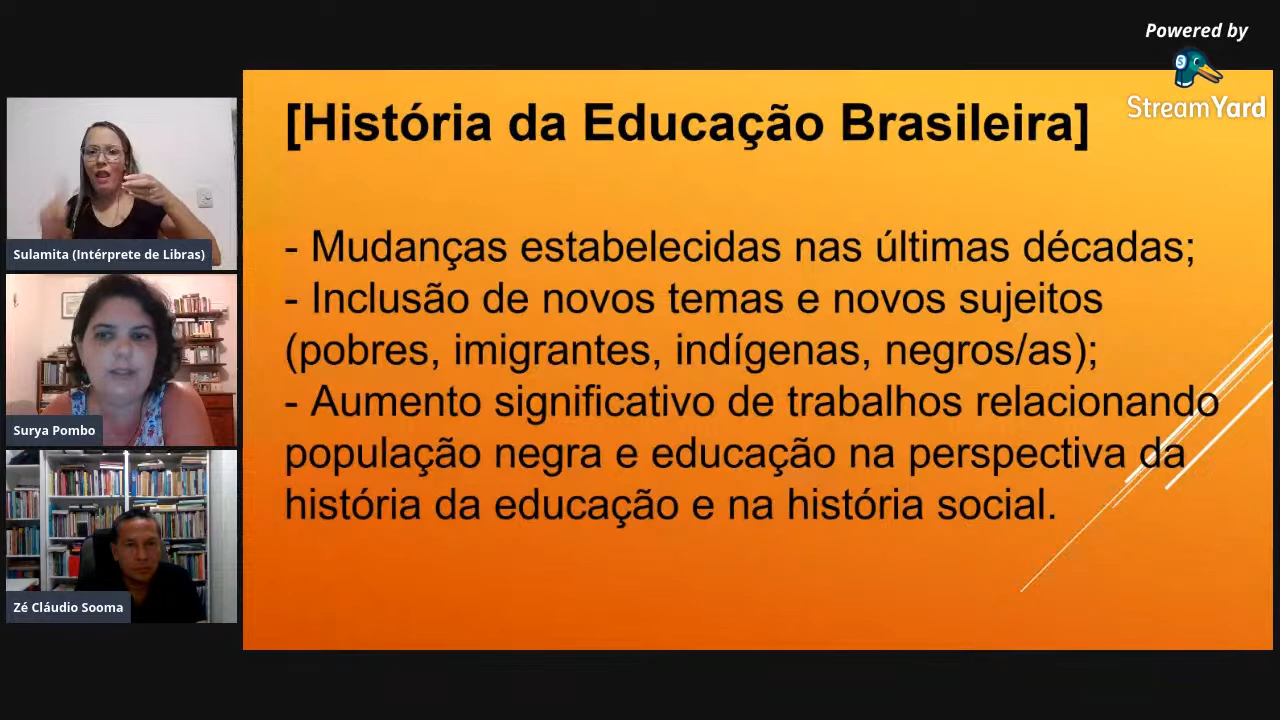 Powered by
StreamYard
[História da Educação Brasileira]
- Mudanças estabelecidas nas últimas décadas;
- Inclusão de novos temas e novos sujeitos
(pobres, imigrantes, indígenas, negros/as);
- Aumento significativo de trabalhos relacionando
população negra e educação na perspectiva da
história da educação e na história social.
Sulamita (Intérprete de Libras)
Surya Pombo
Zé Cláudio Sooma